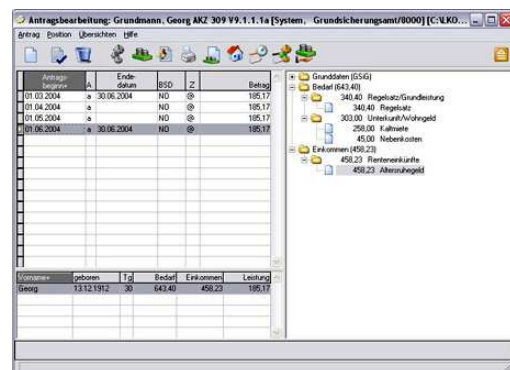 Antragsbearbeitung: Grundmann, Georg AKZ 309 V9.1.1.1a [System, Grundsicherungsamt/8000] [C:\LKO...
Antrag Position Übersichten Hilfe
Antrags-
beginn+ A Ende-
datum BSD Z Betrag
01.03.2004 a 30.06.2004 NO @ 185,17
01.04.2004 a NO @ 185,17
01.05.2004 a NO @ 185,17
01.06.2004 a 30.06.2004 NO @ 185,17
Grunddaten (GSiG)
Bedarf (643,40)
340,40 Regelsatz/Grundleistung
340,40 Regelsatz
303,00 Unterkunft/Wohngeld
258,00 Kaltmiete
45,00 Nebenkosten
Einkommen (458,23)
458,23 Renteneinkünfte
458,23 Altersruhegeld
Vorname+ geboren Tg Bedarf Einkommen Leistung
Georg 13.12.1912 30 643,40 458,23 185,17